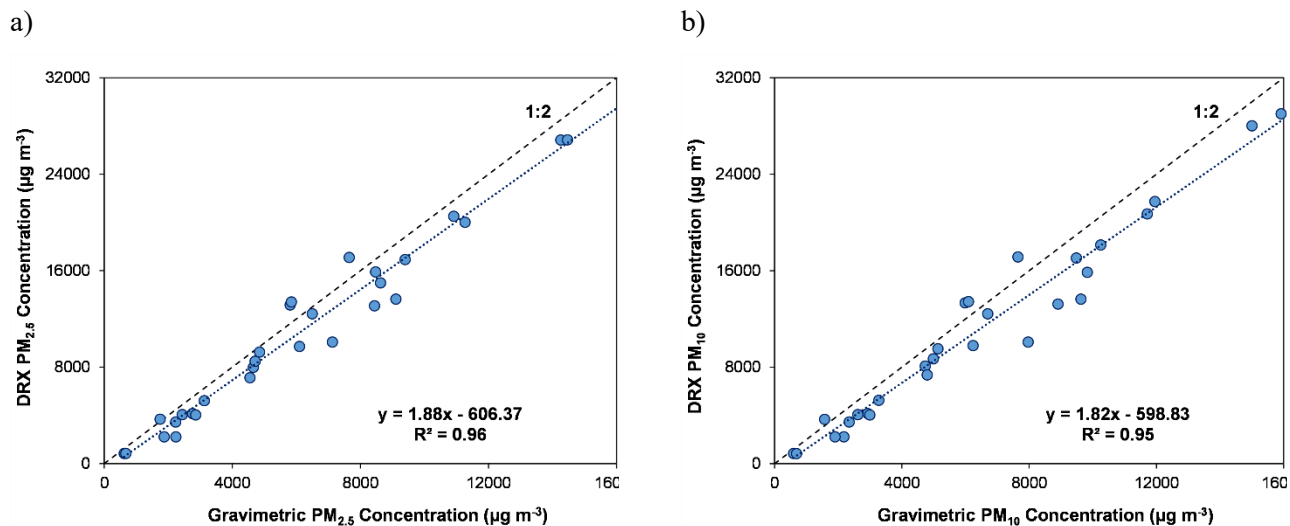 a)
b)
32000
24000
16000
8000
0
0
4000
8000
12000
160
DRX PM₂.₅ Concentration (µg m⁻³)
Gravimetric PM₂.₅ Concentration (µg m⁻³)
1:2
y = 1.88x - 606.37
R² = 0.96
32000
24000
16000
8000
0
0
4000
8000
12000
160
DRX PM₁₀ Concentration (µg m⁻³)
Gravimetric PM₁₀ Concentration (µg m⁻³)
1:2
y = 1.82x - 598.83
R² = 0.95